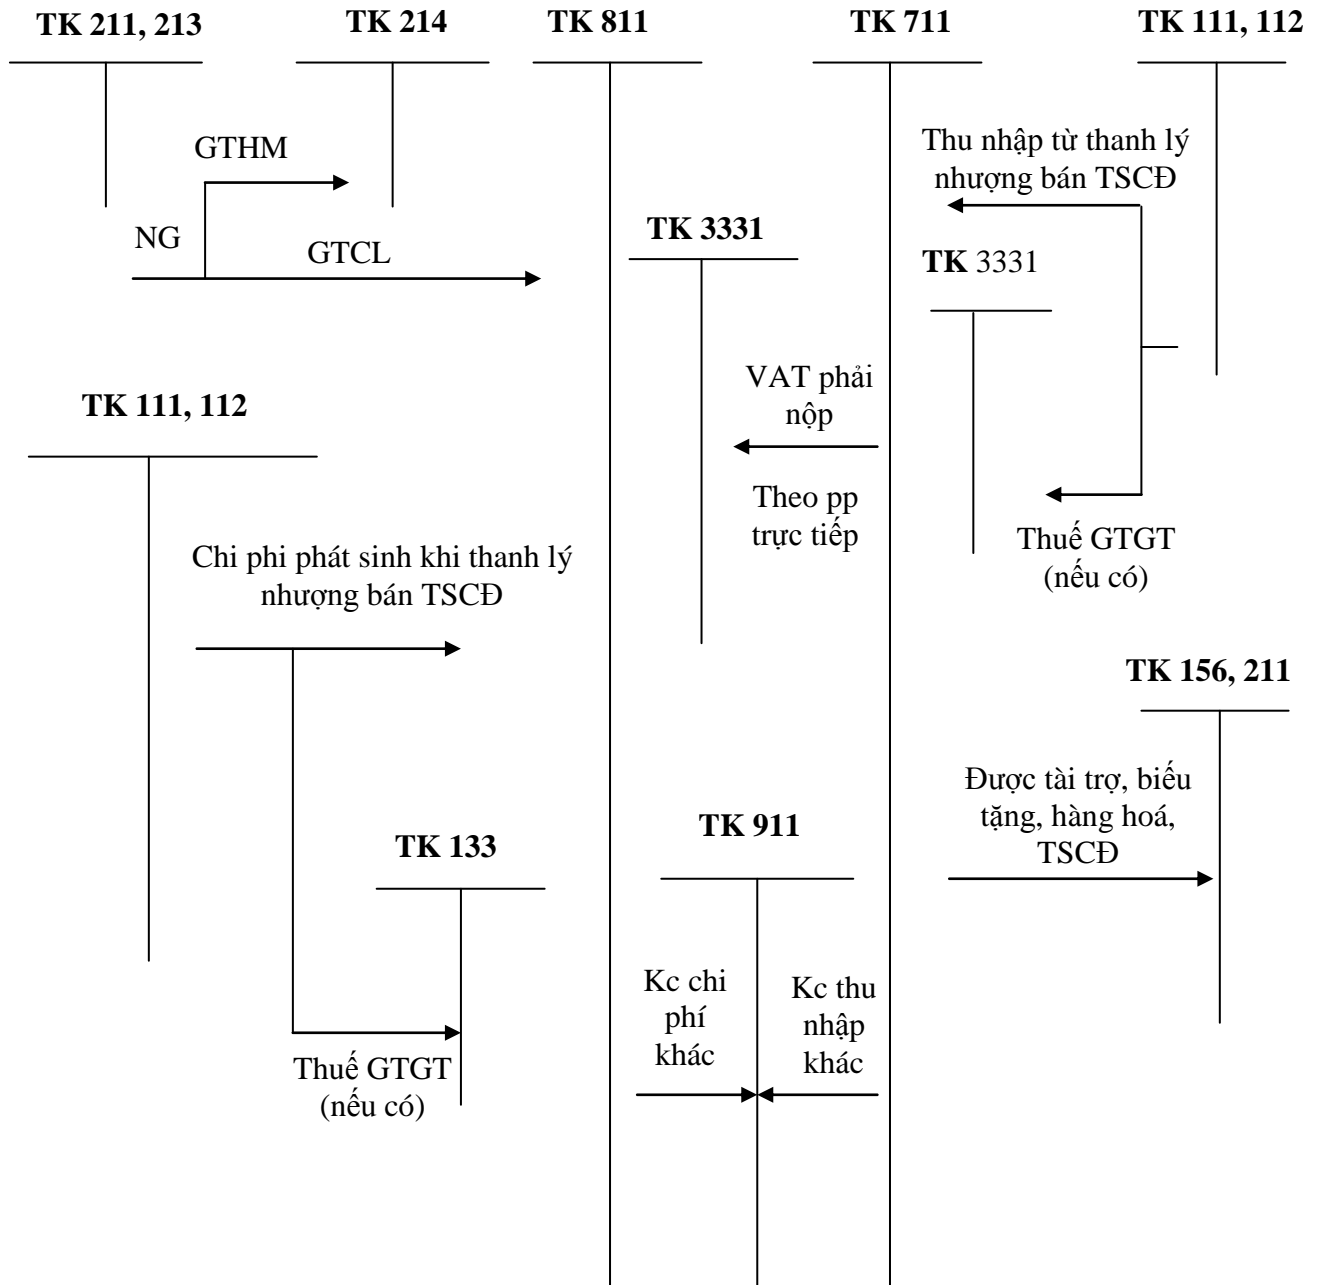 TK 211, 213
TK 214
TK 811
TK 711
TK 111, 112
GTHM
NG
GTCL
TK 3331
Thu nhập từ thanh lý
nhượng bán TSCĐ
TK 3331
VAT phải
nộp
Theo pp
trực tiếp
Thuế GTGT
(nếu có)
TK 111, 112
Chi phi phát sinh khi thanh lý
nhượng bán TSCĐ
TK 156, 211
Được tài trợ, biếu
tặng, hàng hoá,
TSCĐ
TK 133
TK 911
Kc chi
phí
khác
Kc thu
nhập
khác
Thuế GTGT
(nếu có)